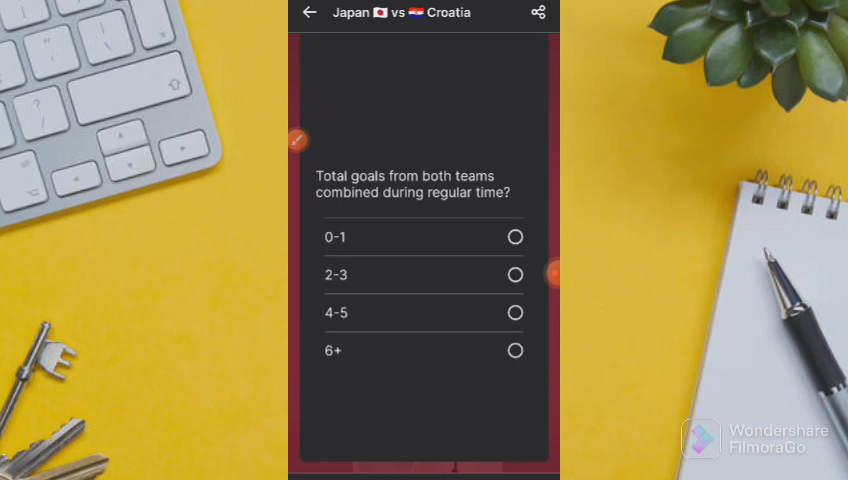 Japan 🇯🇵 vs 🇭🇷 Croatia
Total goals from both teams
combined during regular time?
0-1
2-3
4-5
6+
Wondershare
FilmoraGo